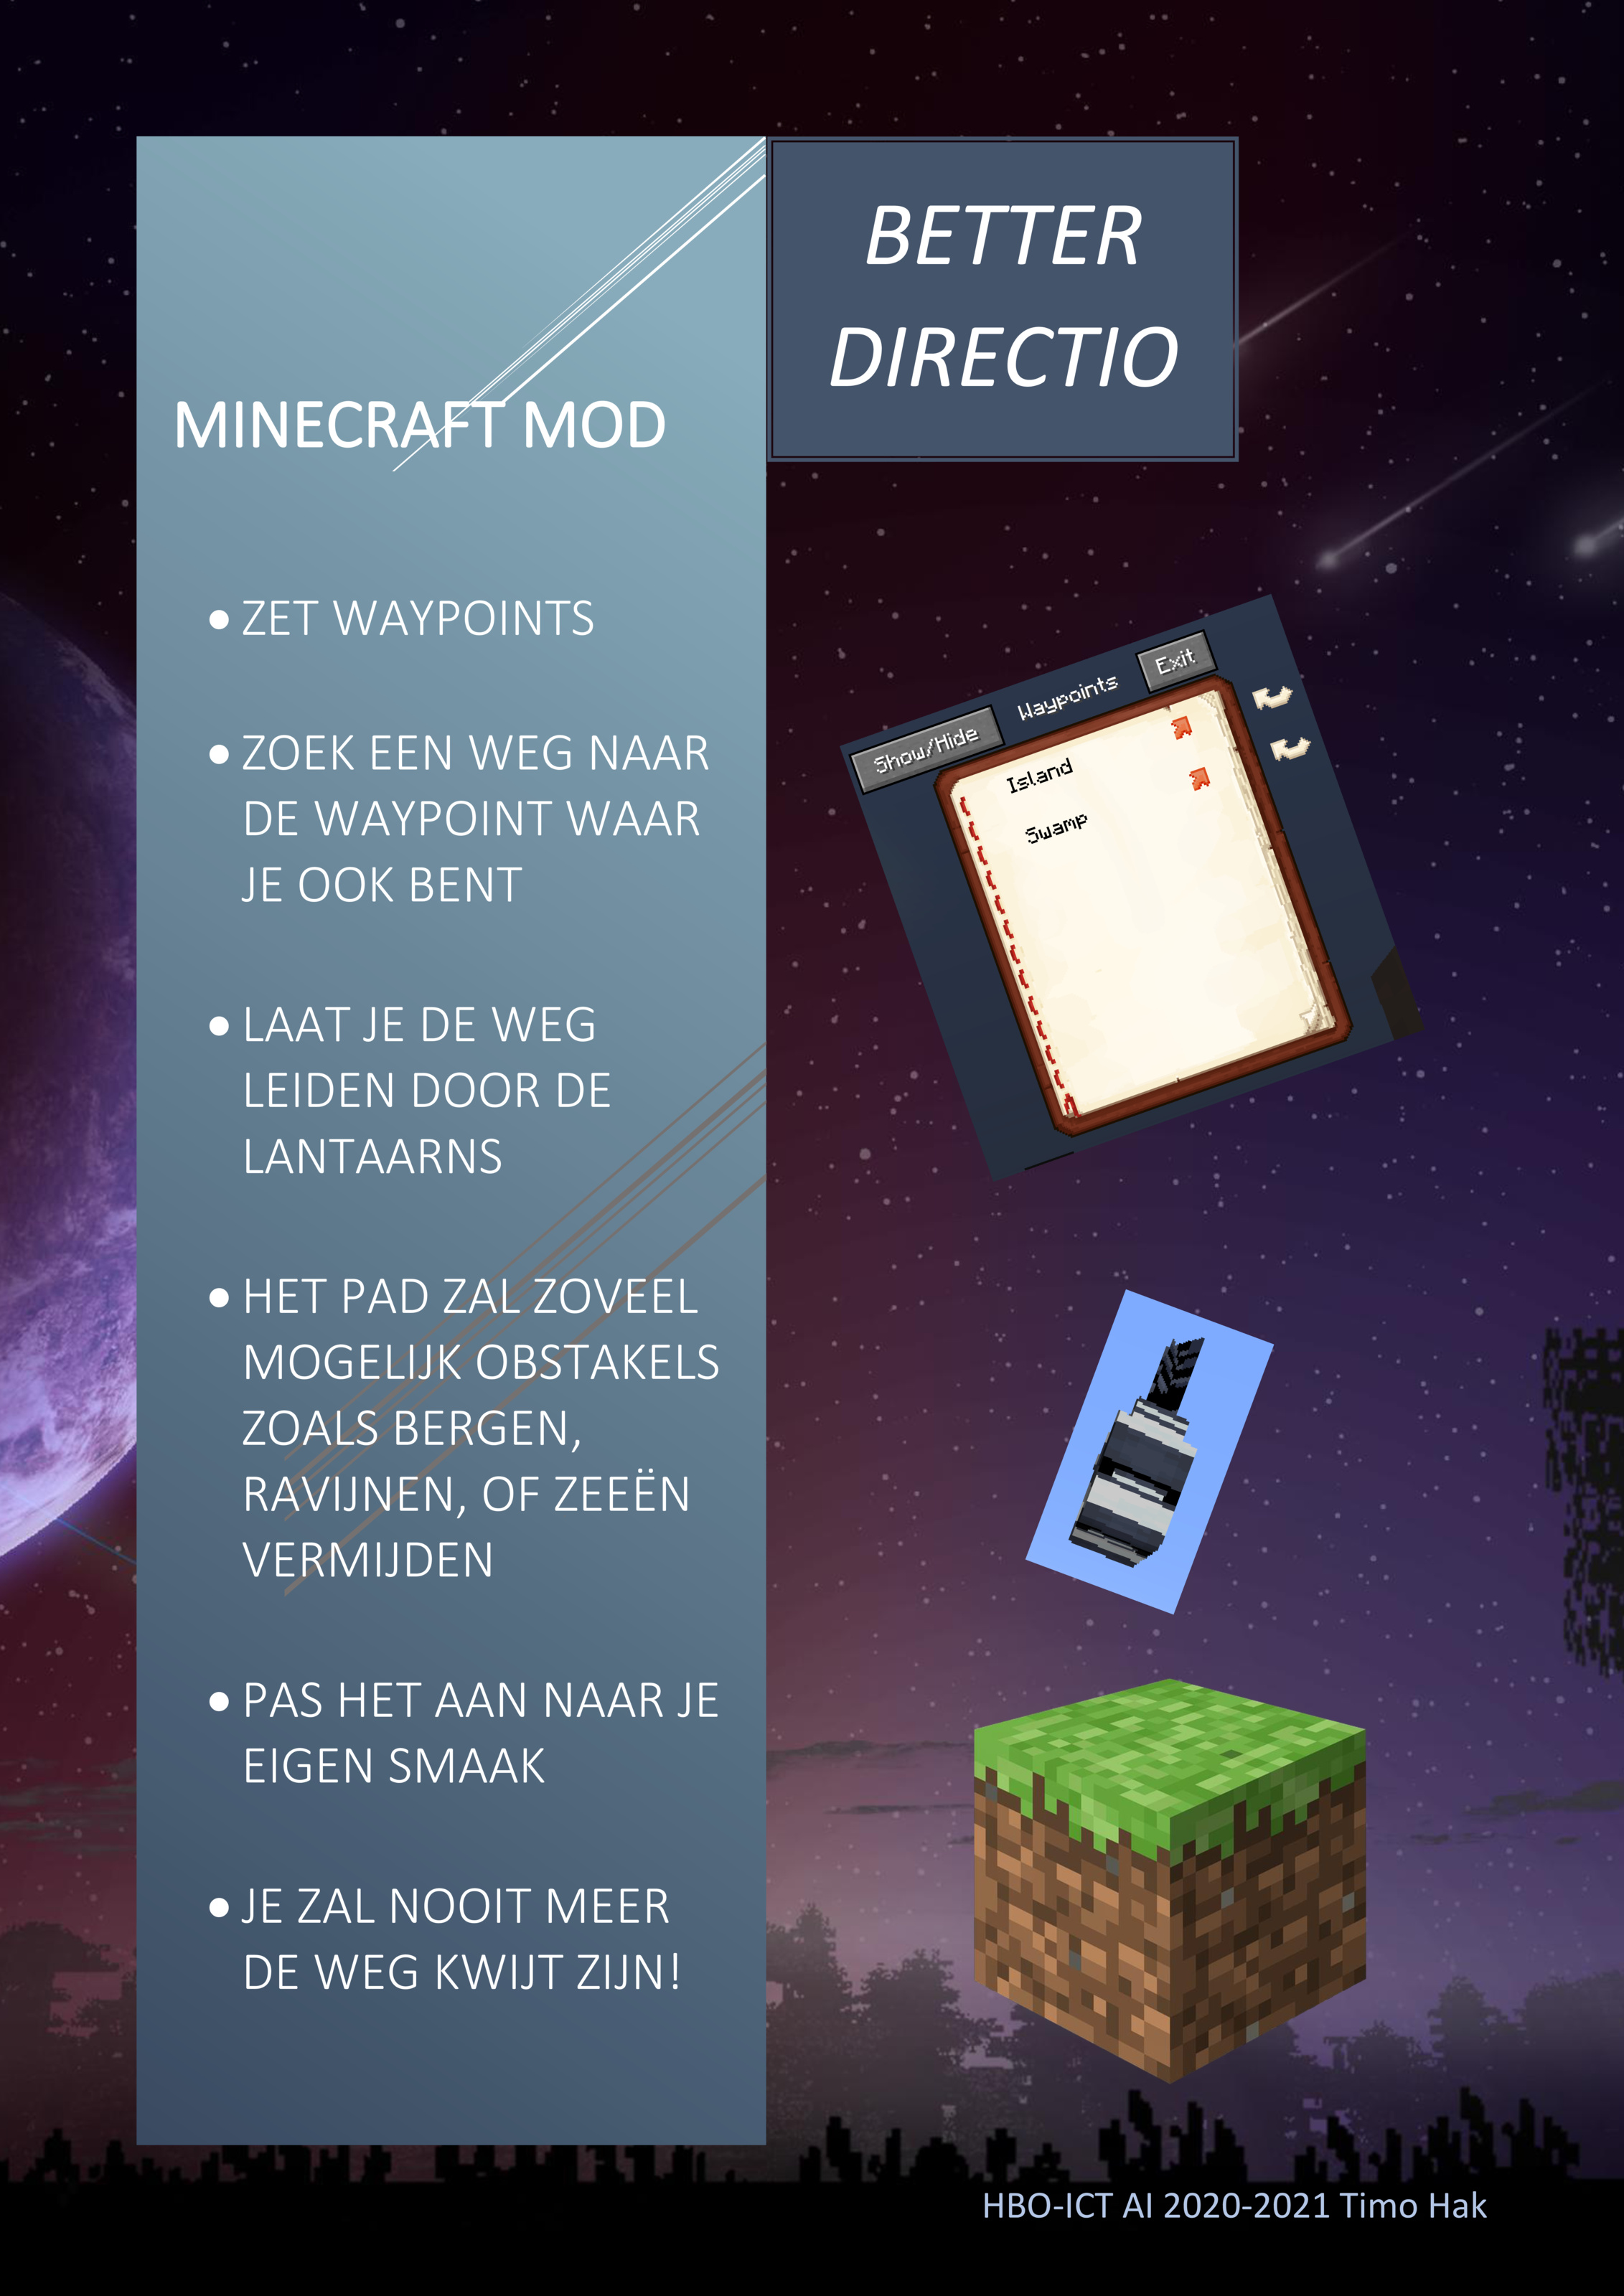 BETTER
DIRECTIO
MINECRAFT MOD
• ZET WAYPOINTS
• ZOEK EEN WEG NAAR
DE WAYPOINT WAAR
JE OOK BENT
• LAAT JE DE WEG
LEIDEN DOOR DE
LANTAARNS
• HET PAD ZAL ZOVEEL
MOGELIJK OBSTAKELS
ZOALS BERGEN,
RAVIJNEN, OF ZEEËN
VERMIJDEN
• PAS HET AAN NAAR JE
EIGEN SMAAK
• JE ZAL NOOIT MEER
DE WEG KWIJT ZIJN!
Show/Hide Waypoints Exit
Island
Swamp
HBO-ICT AI 2020-2021 Timo Hak